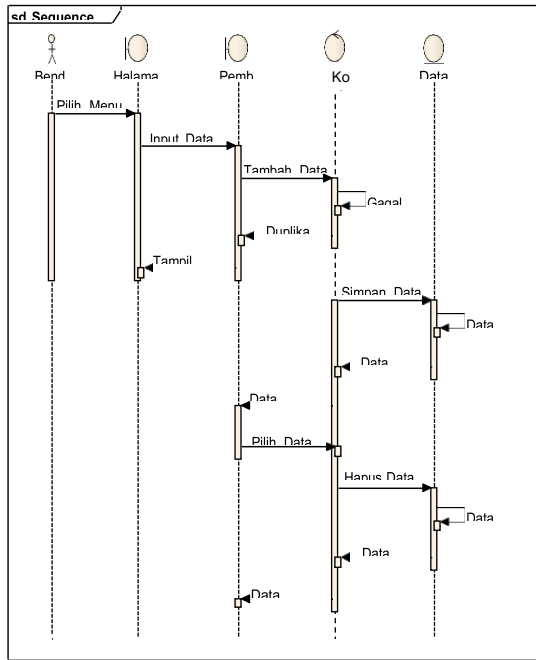 sd Sequence
Bend
Halama
Pemb
Ko
Data
Pilih Menu
Input Data
Tambah Data
Gagal
Duplika
Tampil
Simpan Data
Data
Data
Data
Pilih Data
Hapus Data
Data
Data
Data